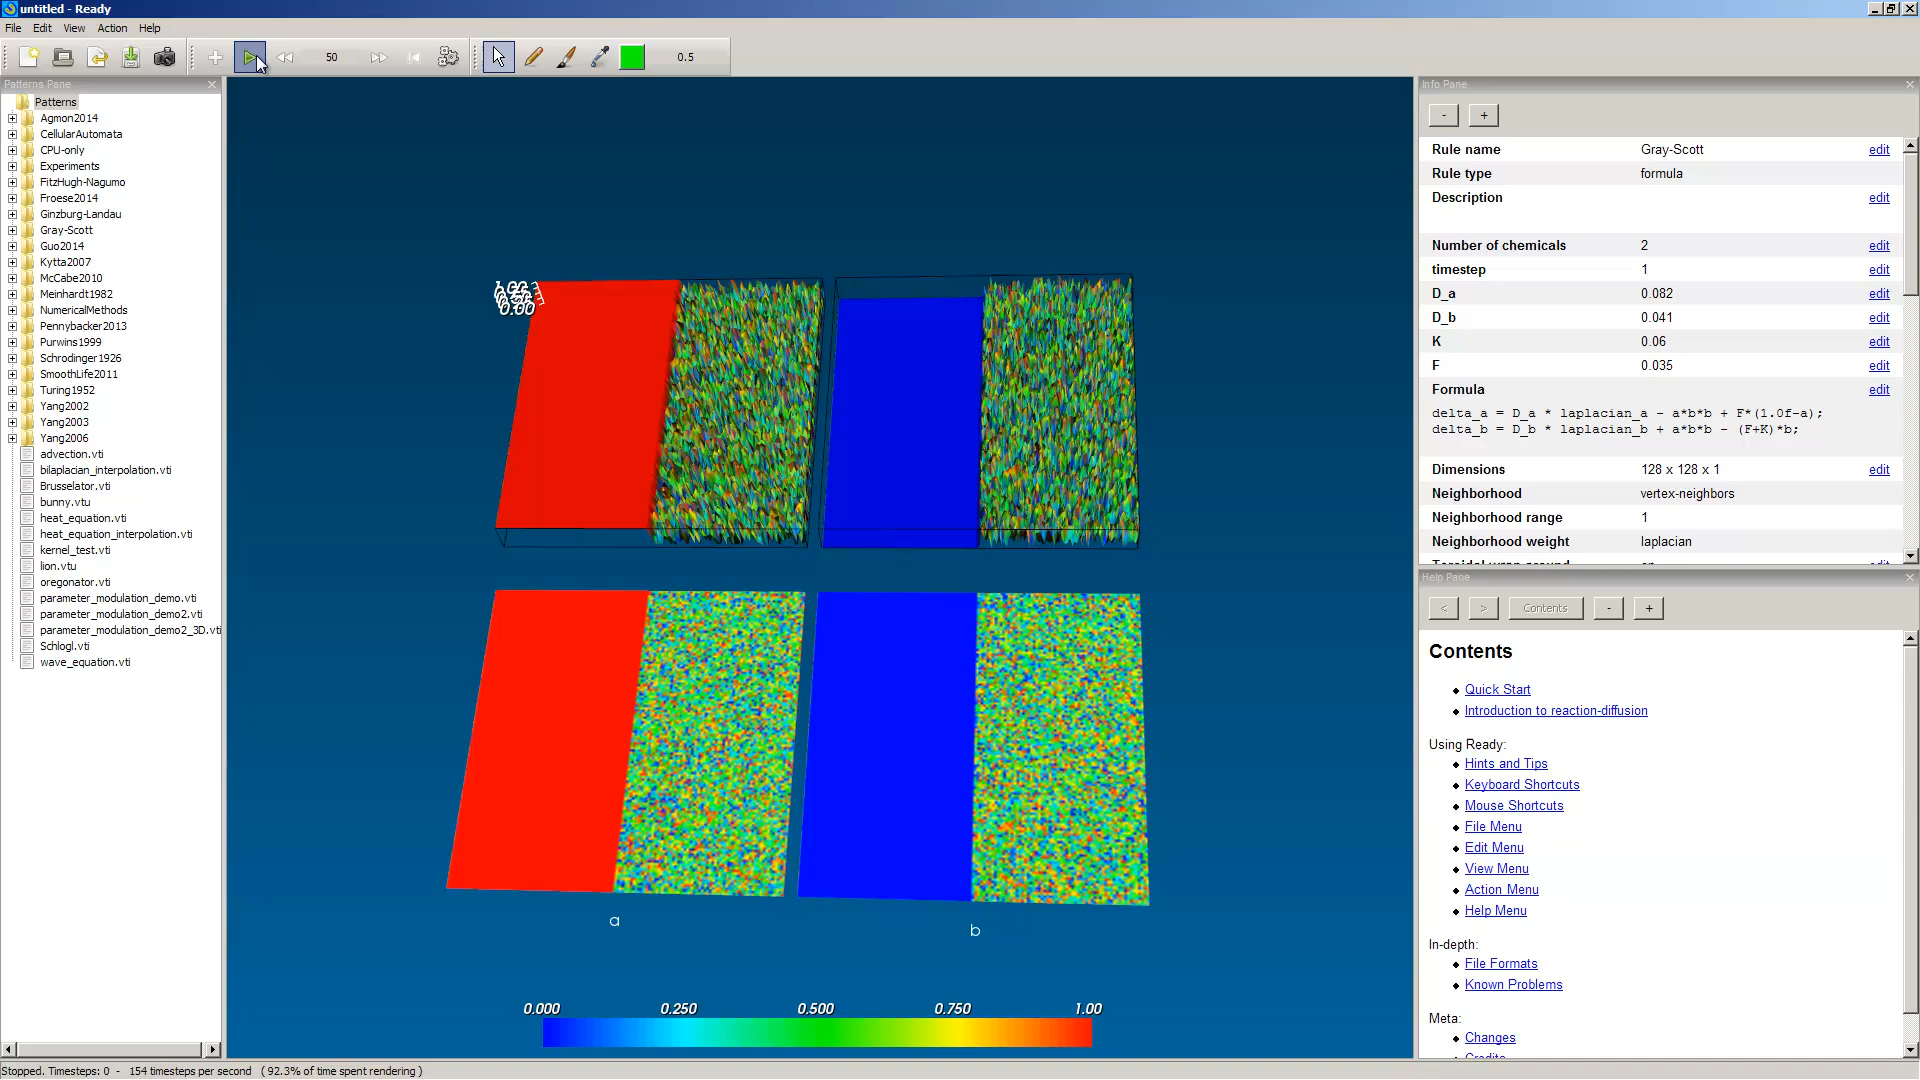 untitled - Ready
File Edit View Action Help
50
0.5
Patterns Pane
Patterns
Agmon2014
CellularAutomata
CPU-only
Experiments
FitzHugh-Nagumo
Froese2014
Ginzburg-Landau
Gray-Scott
Guo2014
Kytta2007
McCabe2010
Meinhardt1982
NumericalMethods
Pennybacker2013
Purwins1999
Schrodinger1926
SmoothLife2011
Turing1952
Yang2002
Yang2003
Yang2006
advection.vti
bilaplacian_interpolation.vti
Brusselator.vti
bunny.vtu
heat_equation.vti
heat_equation_interpolation.vti
kernel_test.vti
lion.vtu
oregonator.vti
parameter_modulation_demo.vti
parameter_modulation_demo2.vti
parameter_modulation_demo2_3D.vti
Schlogl.vti
wave_equation.vti
1.00
0.00
a
b
0.000 0.250 0.500 0.750 1.00
Info Pane
- +
Rule name Gray-Scott edit
Rule type formula
Description edit
Number of chemicals 2 edit
timestep 1 edit
D_a 0.082 edit
D_b 0.041 edit
K 0.06 edit
F 0.035 edit
Formula edit
delta_a = D_a * laplacian_a - a*b*b + F*(1.0f-a);
delta_b = D_b * laplacian_b + a*b*b - (F+K)*b;
Dimensions 128 x 128 x 1 edit
Neighborhood vertex-neighbors
Neighborhood range 1
Neighborhood weight laplacian
Help Pane
< > Contents - +
Contents
Quick Start
Introduction to reaction-diffusion
Using Ready:
Hints and Tips
Keyboard Shortcuts
Mouse Shortcuts
File Menu
Edit Menu
View Menu
Action Menu
Help Menu
In-depth:
File Formats
Known Problems
Meta:
Changes
Stopped. Timesteps: 0 - 154 timesteps per second ( 92.3% of time spent rendering )